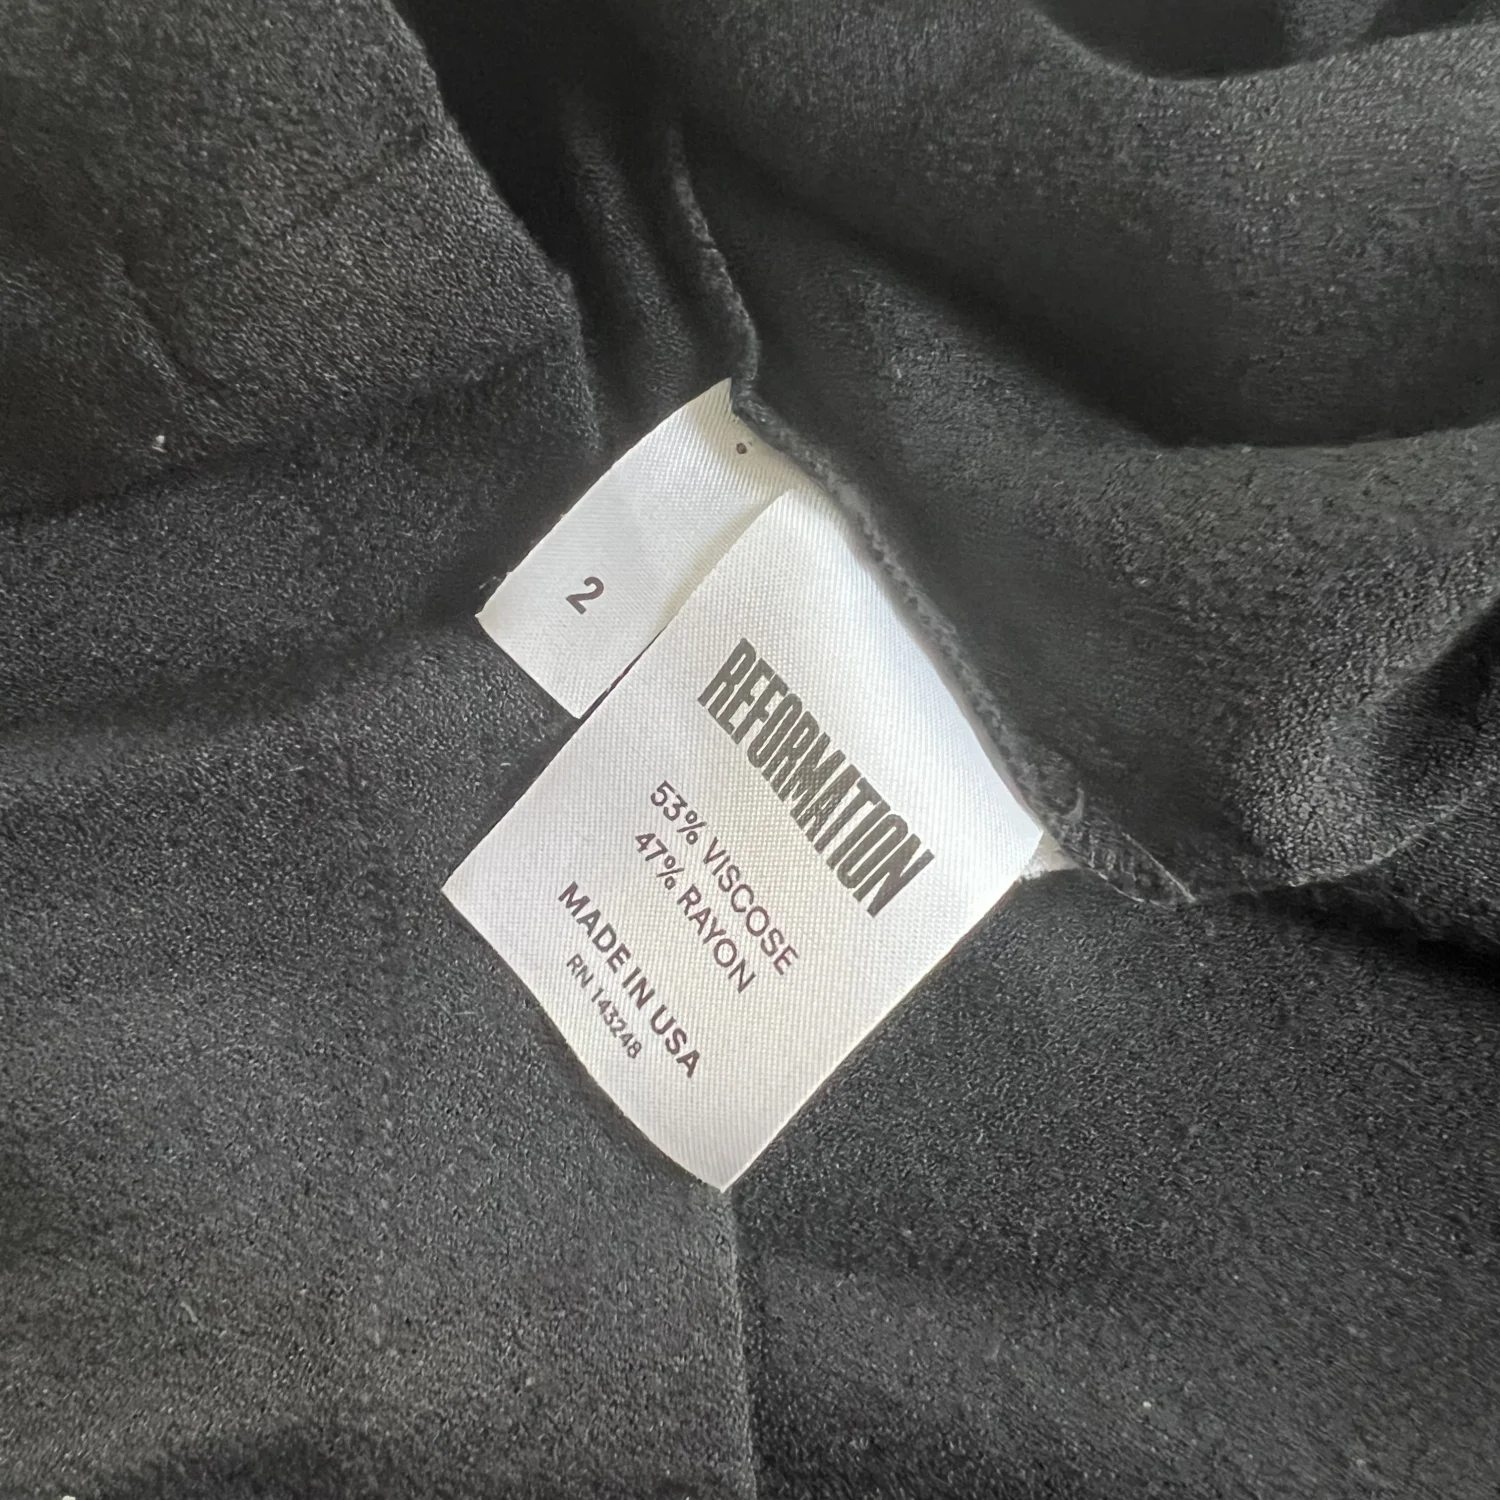 2
REFORMATION
53% VISCOSE
47% RAYON
MADE IN USA
RN 143248